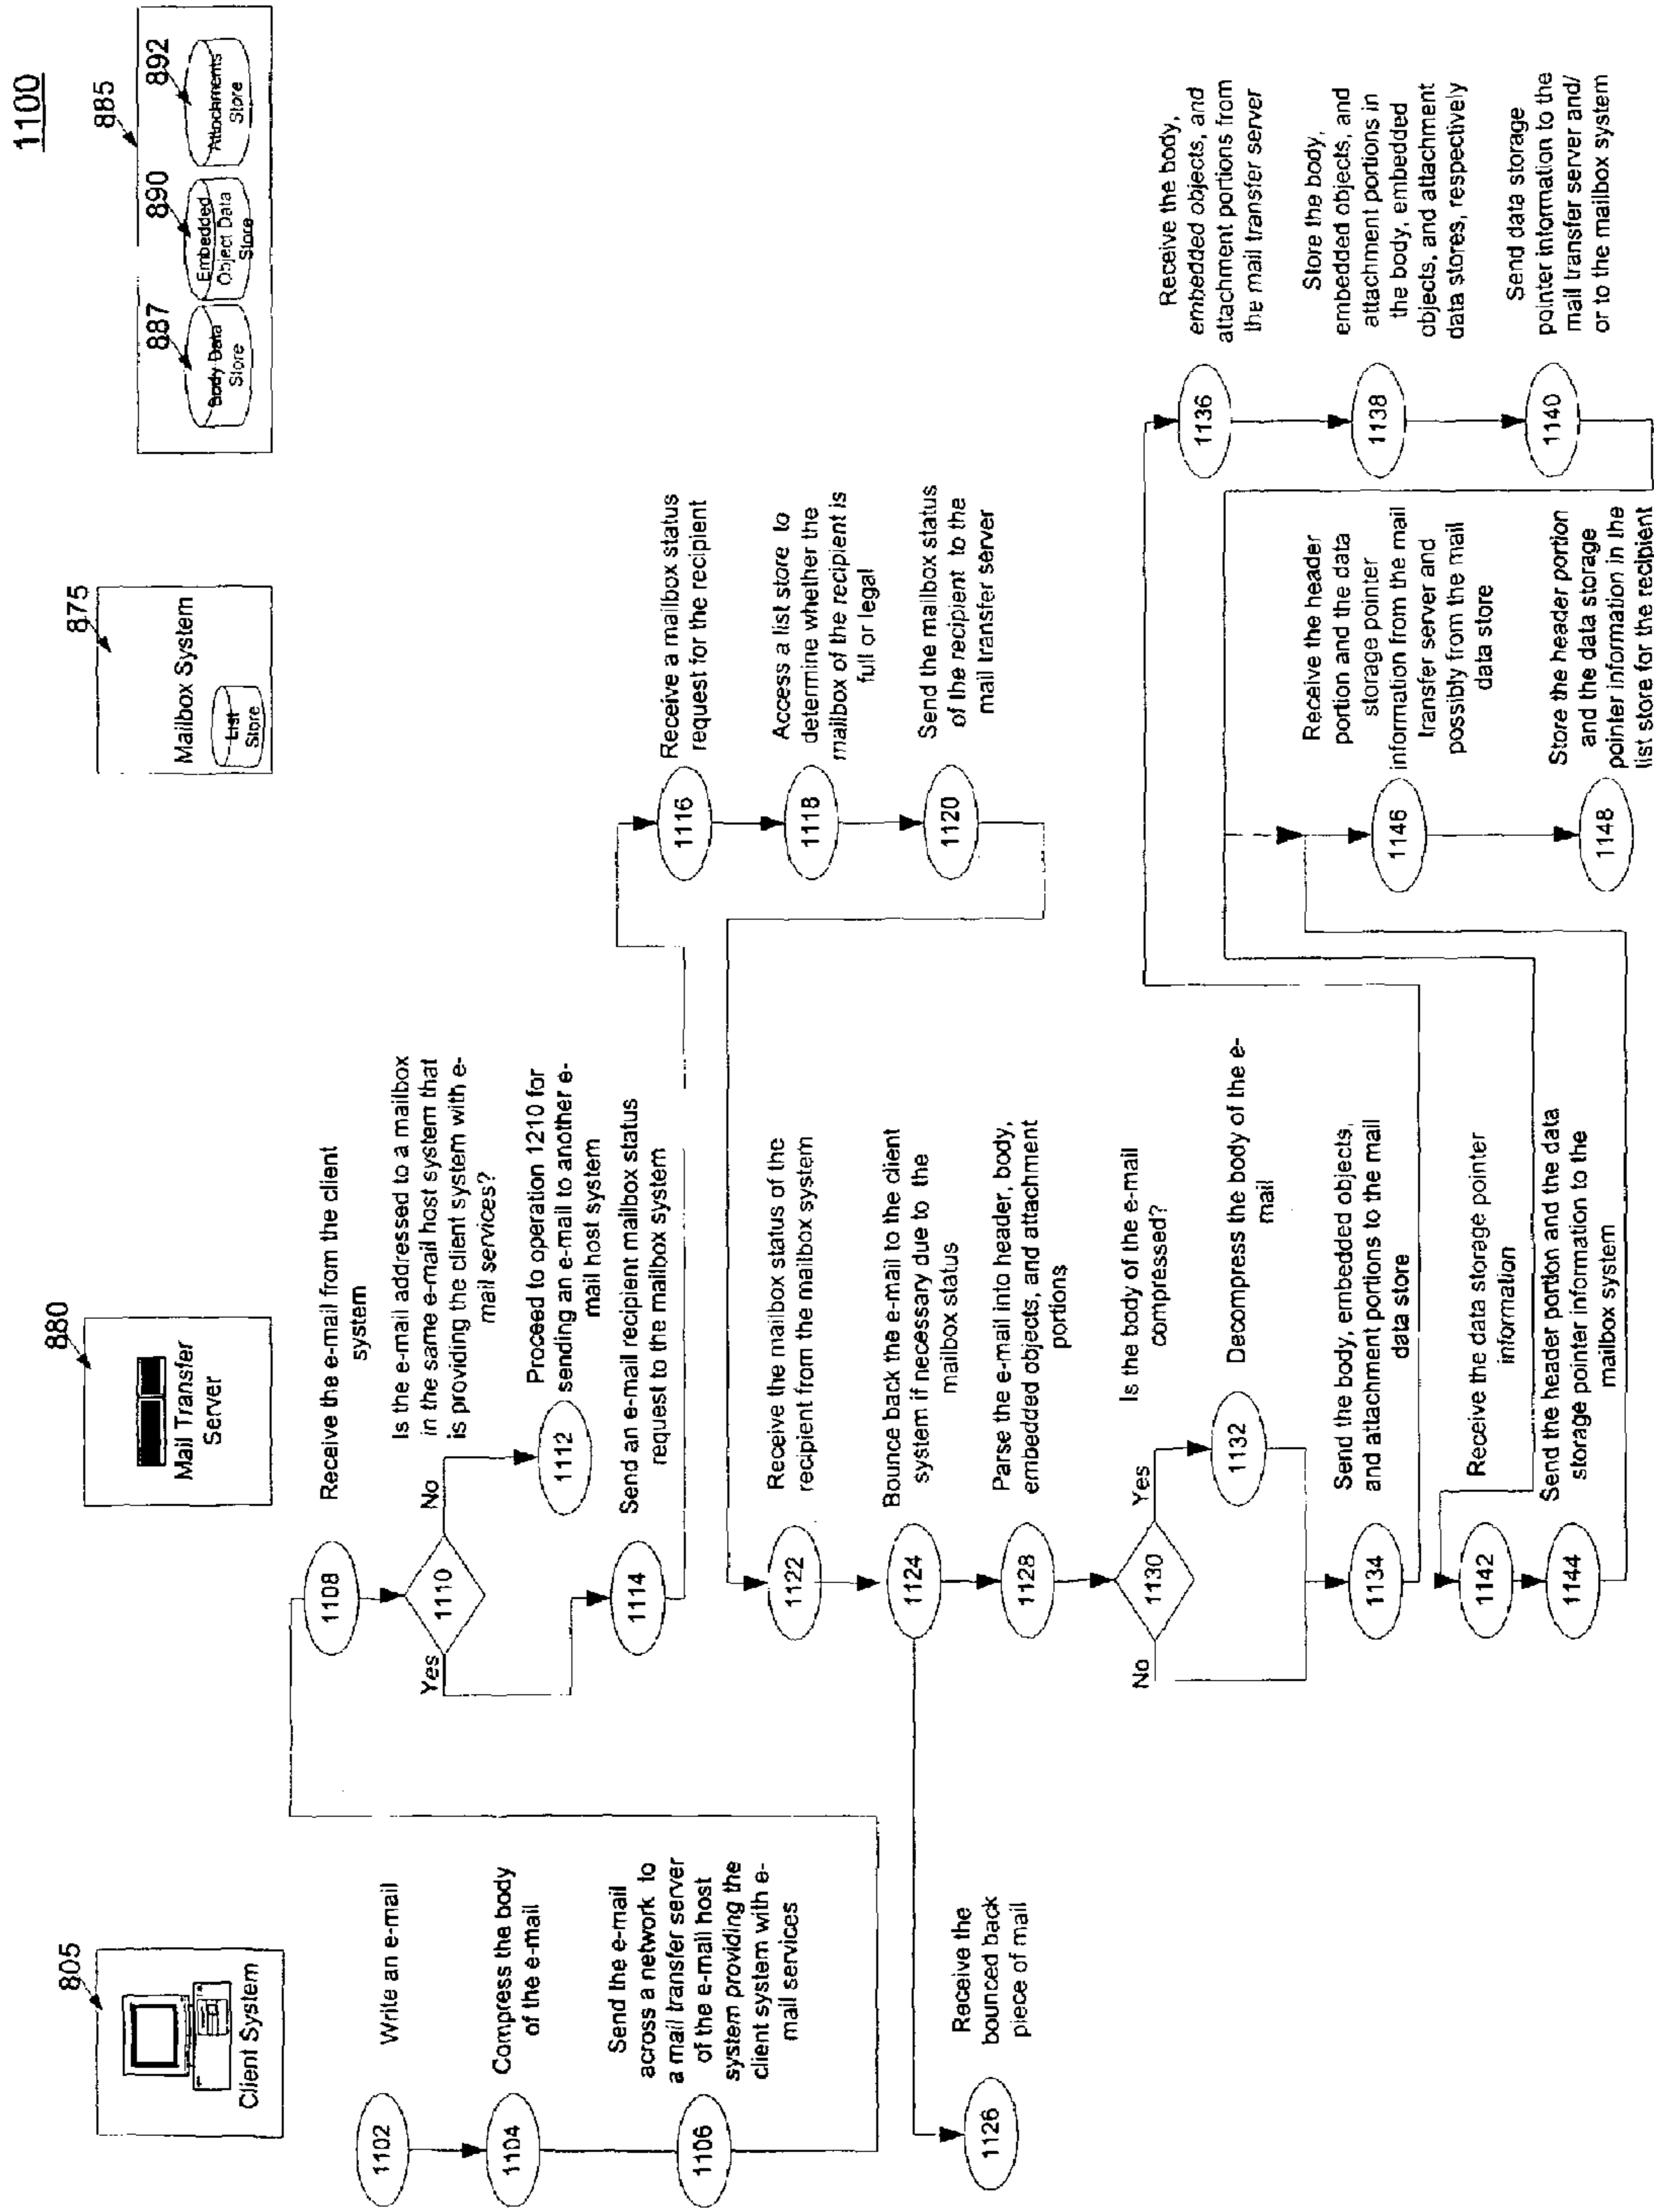 1100
805
Client System
880
Mail Transfer
Server
875
Mailbox System
List
Store
885
887
Body Data
Store
890
Embedded
Object Data
Store
892
Attachments
Store
1102
Write an e-mail
1104
Compress the body
of the e-mail
1106
Send the e-mail
across a network to
a mail transfer server
of the e-mail host
system providing the
client system with e-
mail services
1108
Receive the e-mail from the client
system
1110
Yes
No
Is the e-mail addressed to a mailbox
in the same e-mail host system that
is providing the client system with e-
mail services?
1112
Proceed to operation 1210 for
sending an e-mail to another e-
mail host system
1114
Send an e-mail recipient mailbox status
request to the mailbox system
1116
Receive a mailbox status
request for the recipient
1118
Access a list store to
determine whether the
mailbox of the recipient is
full or legal
1120
Send the mailbox status
of the recipient to the
mail transfer server
1122
Receive the mailbox status of the
recipient from the mailbox system
1124
Bounce back the e-mail to the client
system if necessary due to the
mailbox status
1126
Receive the
bounced back
piece of mail
1128
Parse the e-mail into header, body,
embedded objects, and attachment
portions
1130
No
Yes
Is the body of the e-mail
compressed?
1132
Decompress the body of the e-
mail
1134
Send the body, embedded objects,
and attachment portions to the mail
data store
1136
Receive the body,
embedded objects, and
attachment portions from
the mail transfer server
1138
Store the body,
embedded objects, and
attachment portions in
the body, embedded
objects, and attachment
data stores, respectively
1140
Send data storage
pointer information to the
mail transfer server and/
or to the mailbox system
1142
Receive the data storage pointer
information
1144
Send the header portion and the data
storage pointer information to the
mailbox system
1146
Receive the header
portion and the data
storage pointer
information from the mail
transfer server and
possibly from the mail
data store
1148
Store the header portion
and the data storage
pointer information in the
list store for the recipient